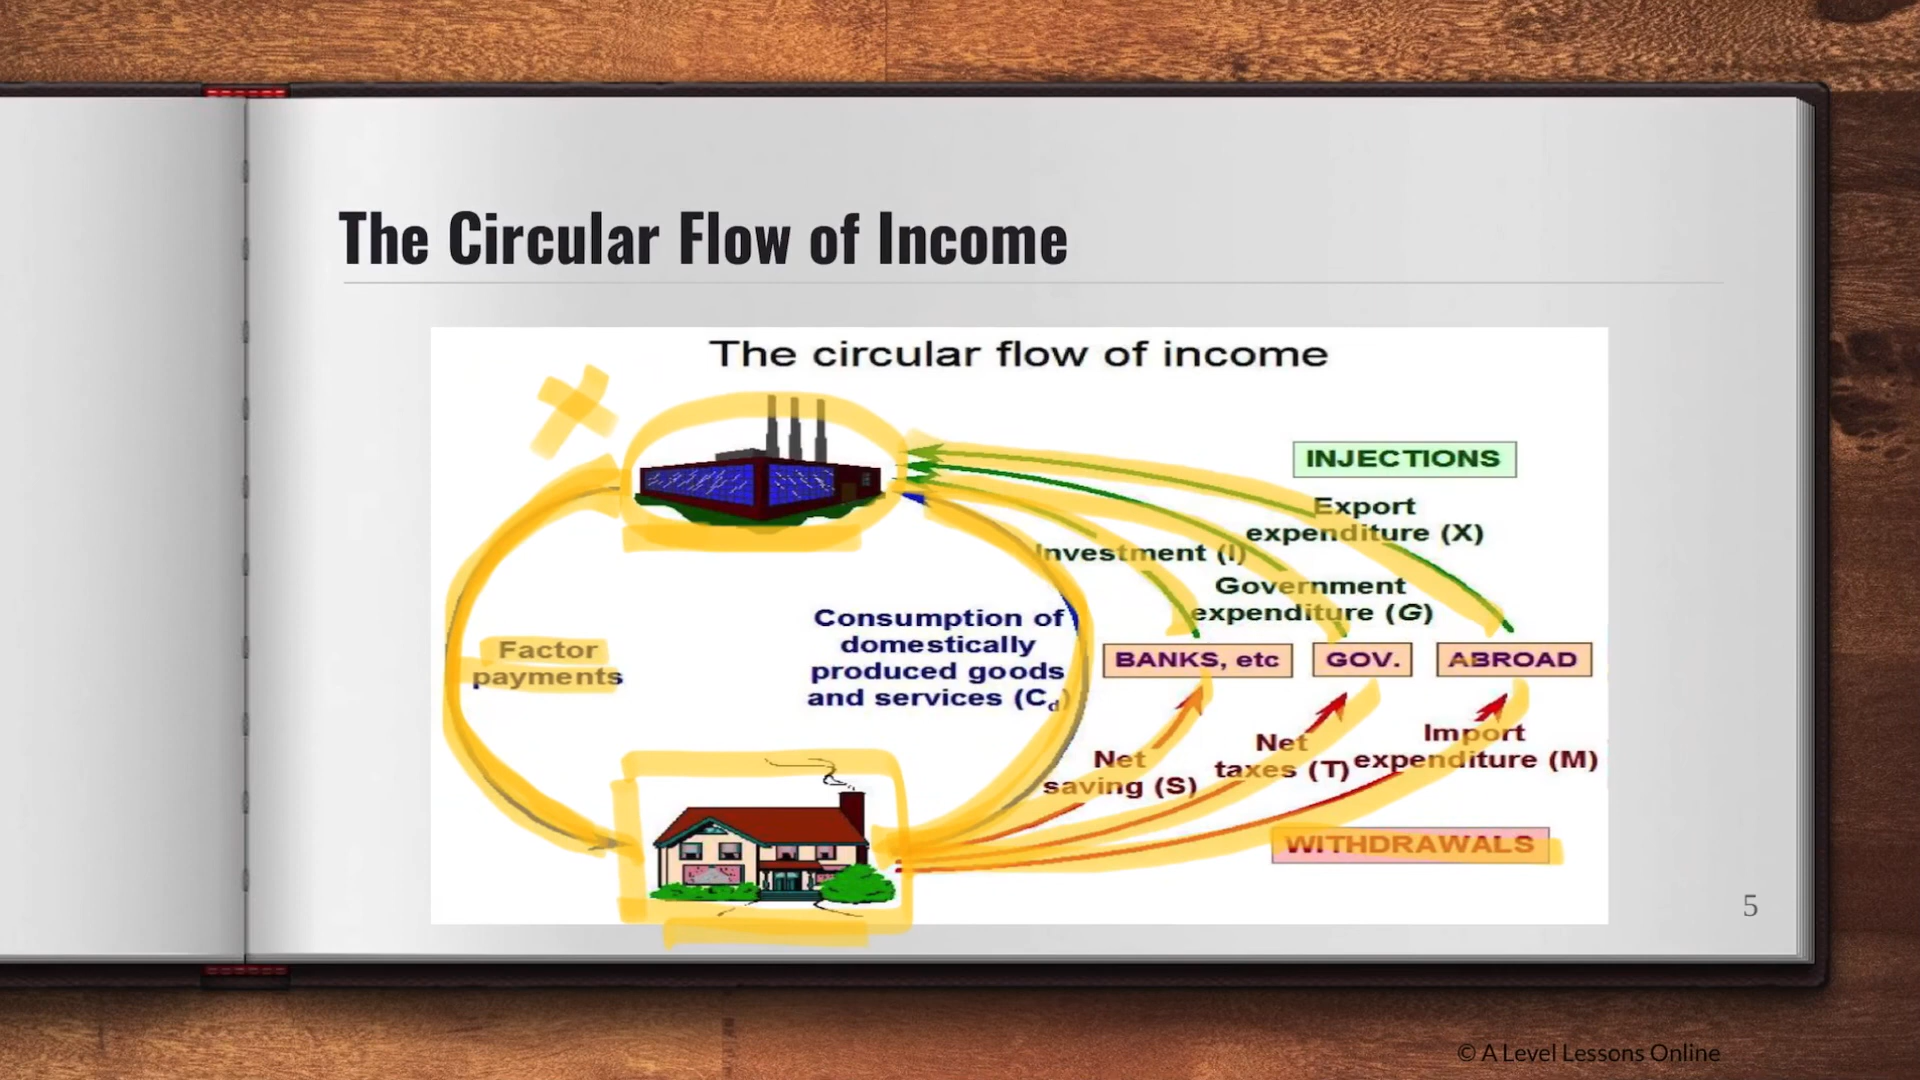 The Circular Flow of Income
The circular flow of income
INJECTIONS
Export
expenditure (X)
Investment (I)
Government
expenditure (G)
Consumption of
domestically
produced goods
and services (Cd)
Factor
payments
BANKS, etc
GOV.
ABROAD
Net
saving (S)
Net
taxes (T)
Import
expenditure (M)
WITHDRAWALS
5
© A Level Lessons Online